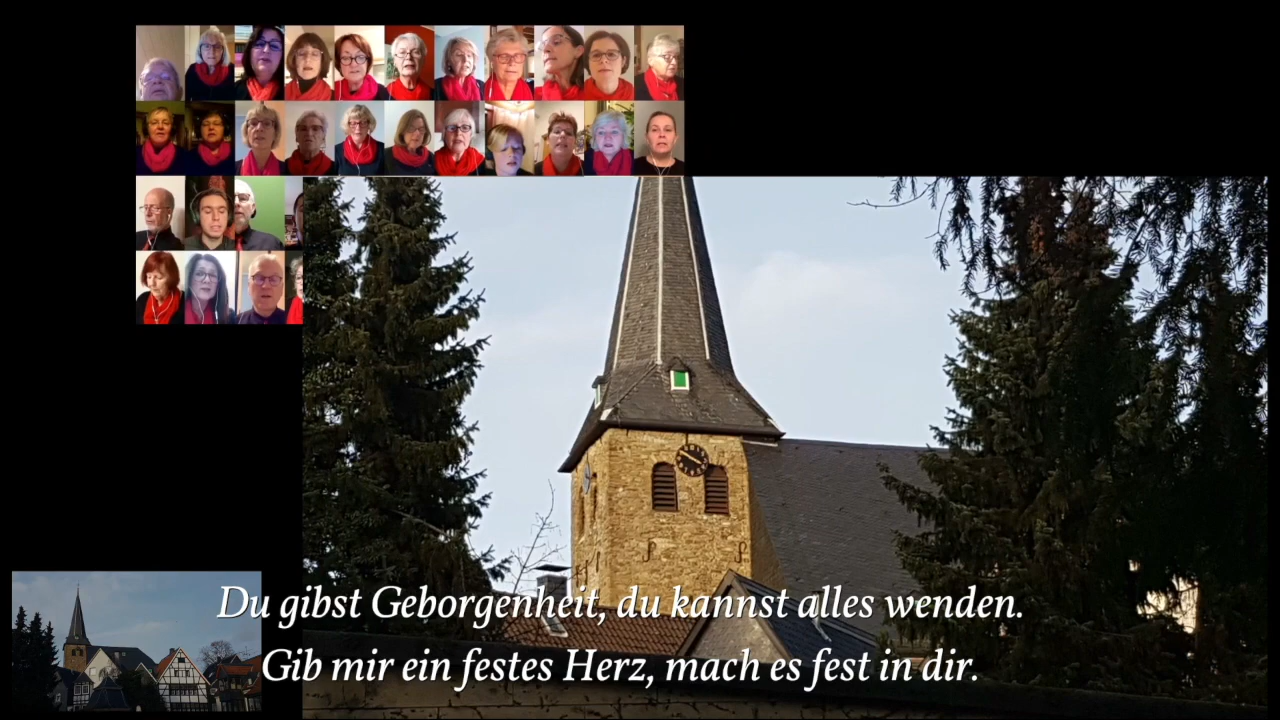 Du gibst Geborgenheit, du kannst alles wenden.
Gib mir ein festes Herz, mach es fest in dir.